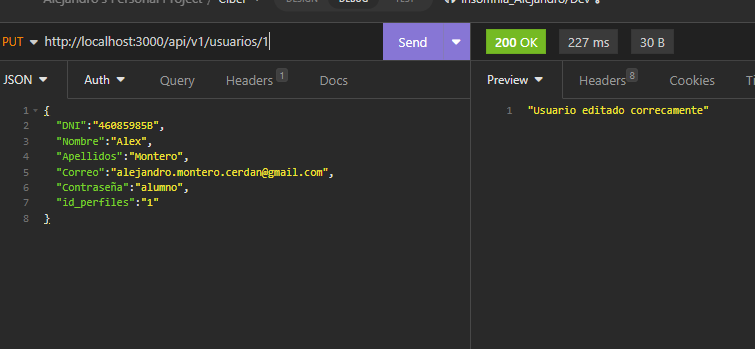 Alejandro's Personal Project / Ciber
DESIGN DEBUG TEST
Insomnia_Alejandro/Dev
PUT http://localhost:3000/api/v1/usuarios/1 Send 200 OK 227 ms 30 B
JSON Auth Query Headers 1 Docs Preview Headers 8 Cookies
1 {
2 "DNI":"46085985B",
3 "Nombre":"Alex",
4 "Apellidos":"Montero",
5 "Correo":"alejandro.montero.cerdan@gmail.com",
6 "Contraseña":"alumno",
7 "id_perfiles":"1"
8 }
1 "Usuario editado correcamente"